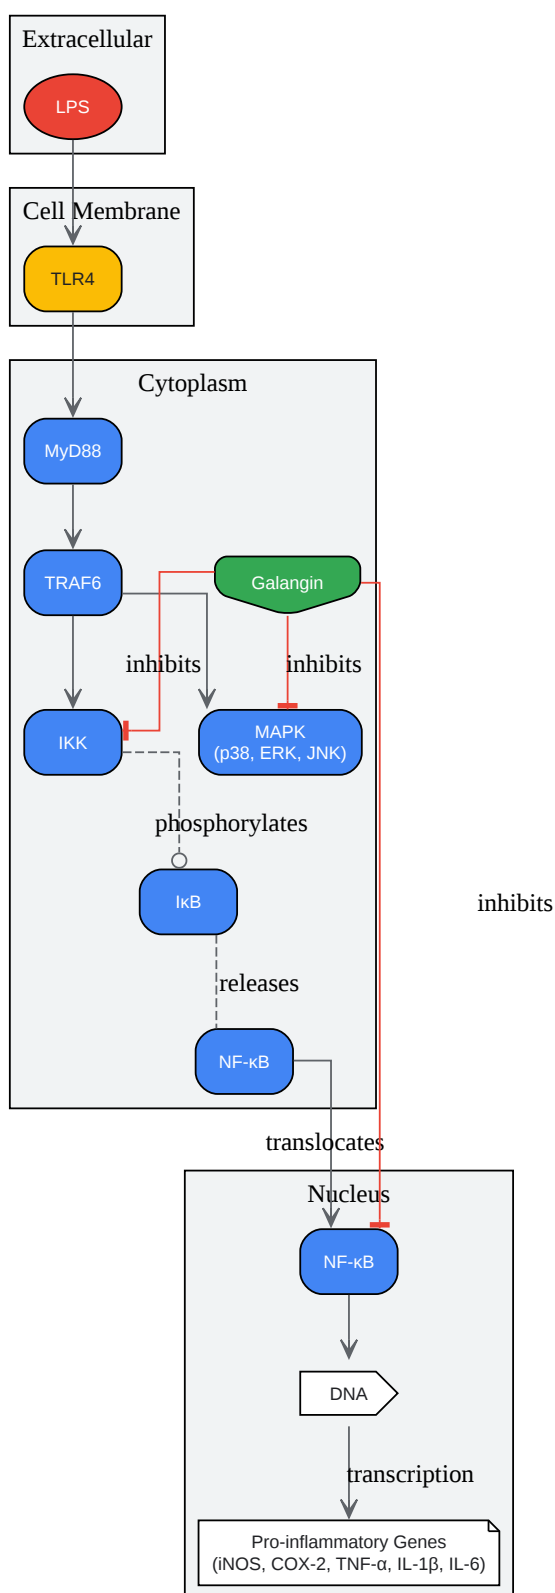 Extracellular
LPS
Cell Membrane
TLR4
Cytoplasm
MyD88
TRAF6
Galangin
inhibits
inhibits
IKK
MAPK
(p38, ERK, JNK)
phosphorylates
IκB
inhibits
releases
NF-κB
translocates
Nucleus
NF-κB
DNA
transcription
Pro-inflammatory Genes
(iNOS, COX-2, TNF-α, IL-1β, IL-6)